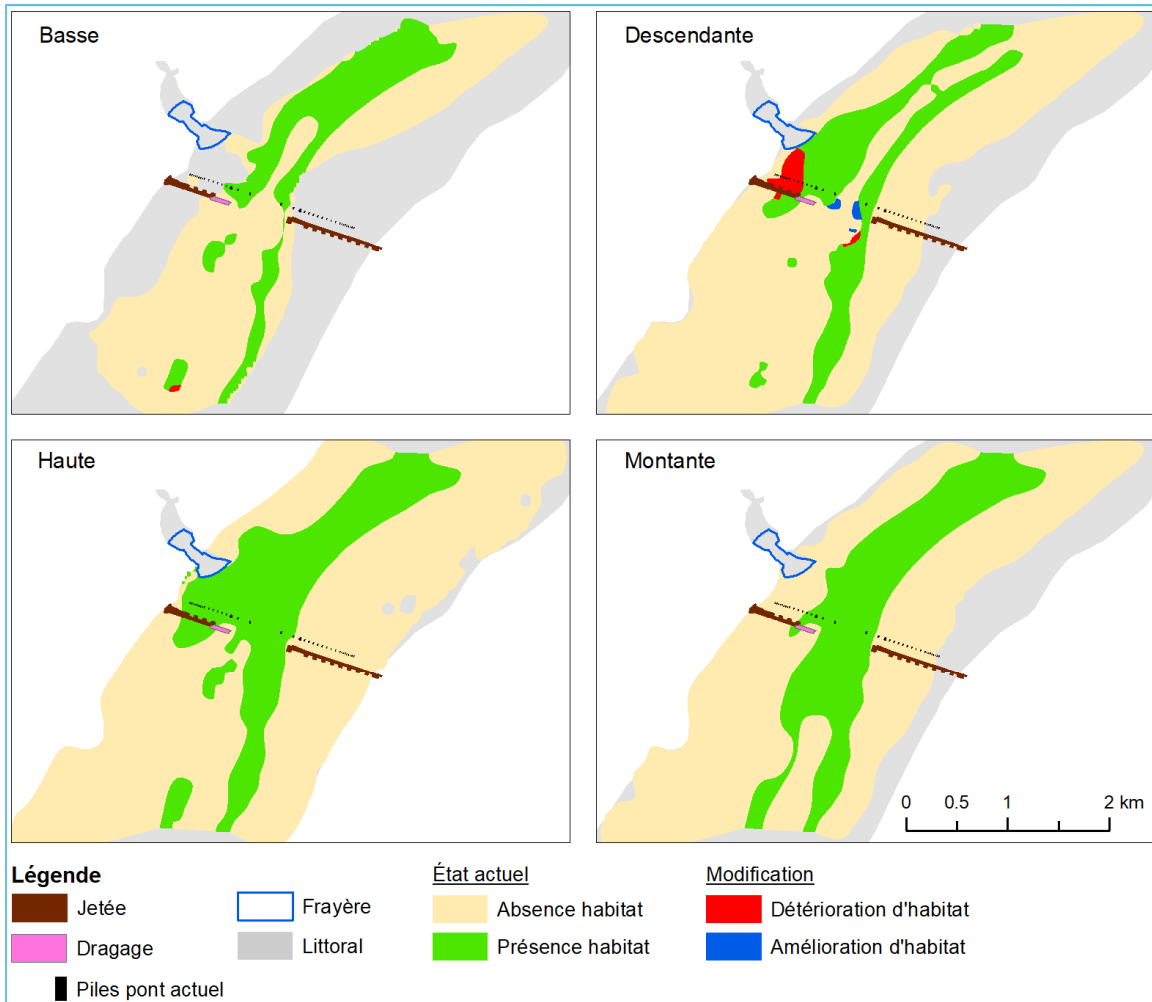 Basse
Descendante
Haute
Montante
0 0.5 1 2 km
Légende
Jetée
Dragage
Piles pont actuel
Frayère
Littoral
État actuel
Absence habitat
Présence habitat
Modification
Détérioration d'habitat
Amélioration d'habitat